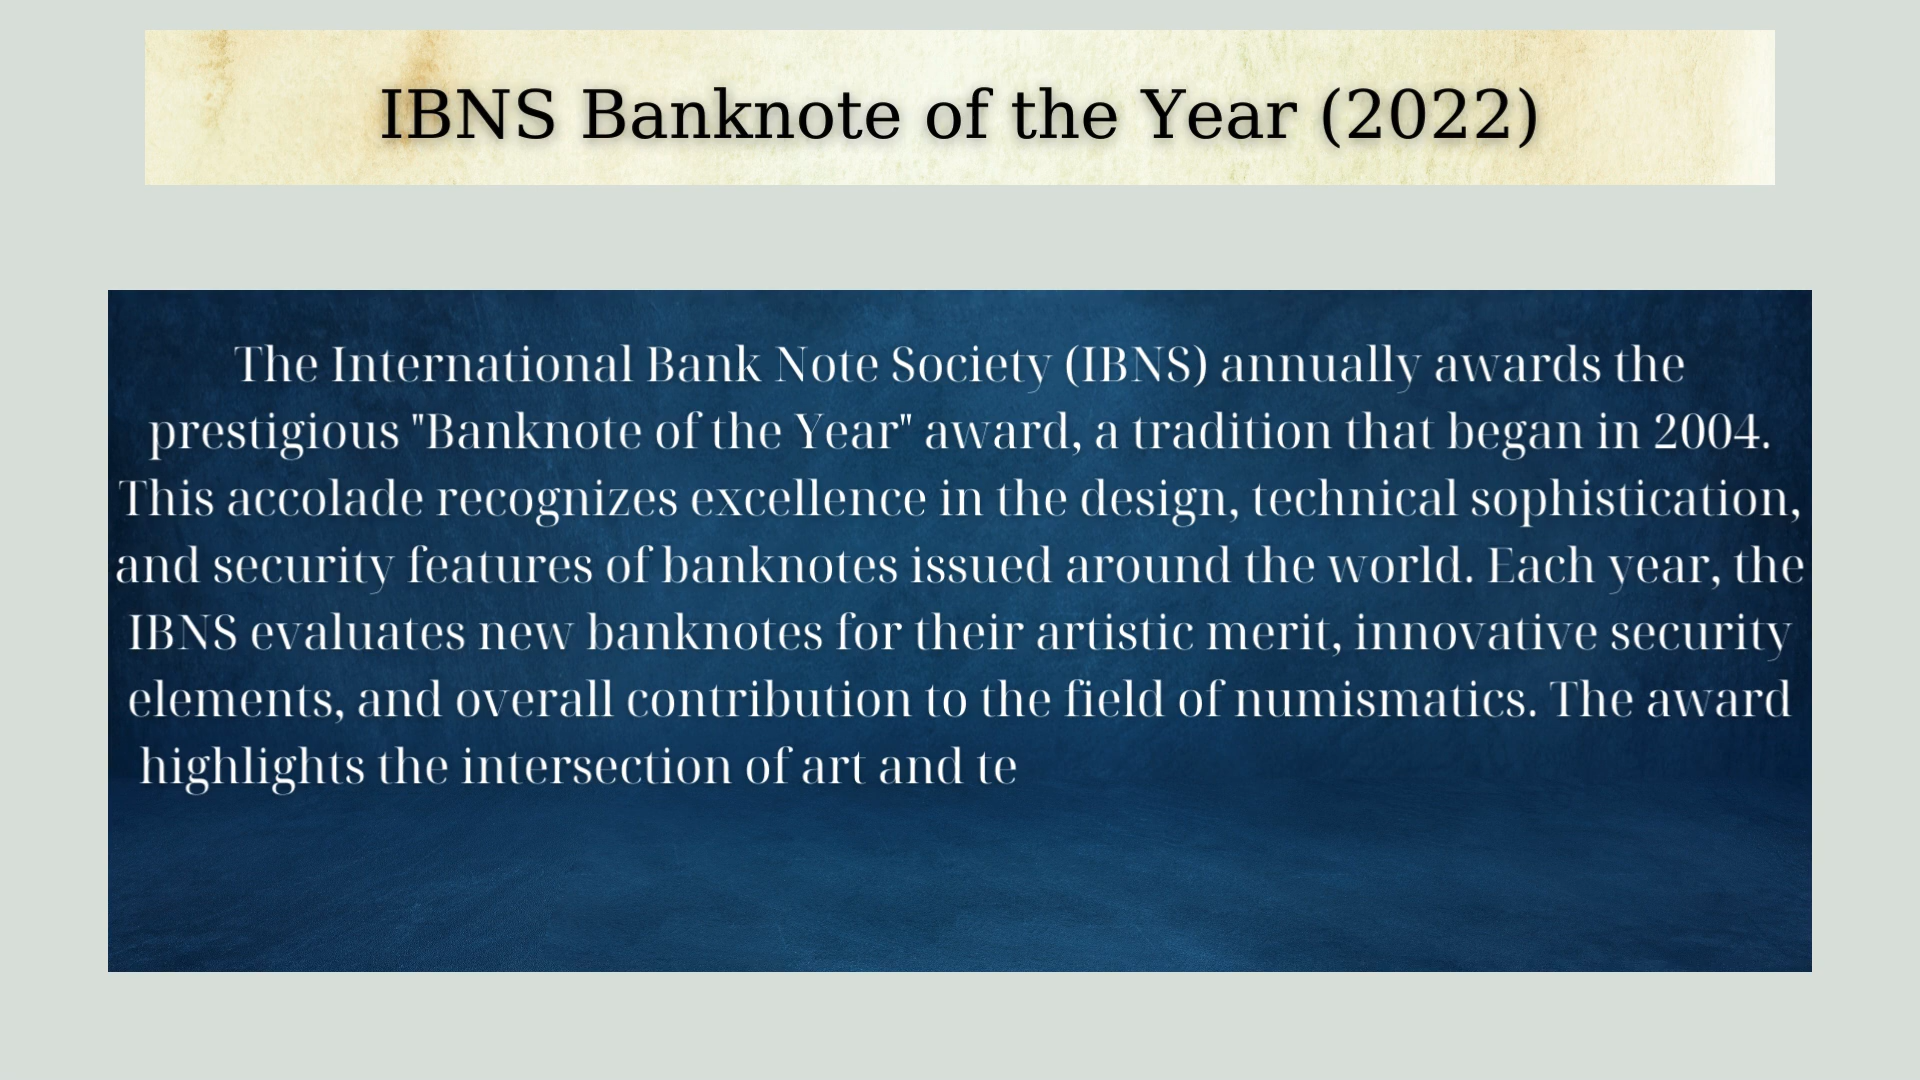 IBNS Banknote of the Year (2022)
The International Bank Note Society (IBNS) annually awards the
prestigious "Banknote of the Year" award, a tradition that began in 2004.
This accolade recognizes excellence in the design, technical sophistication,
and security features of banknotes issued around the world. Each year, the
IBNS evaluates new banknotes for their artistic merit, innovative security
elements, and overall contribution to the field of numismatics. The award
highlights the intersection of art and te